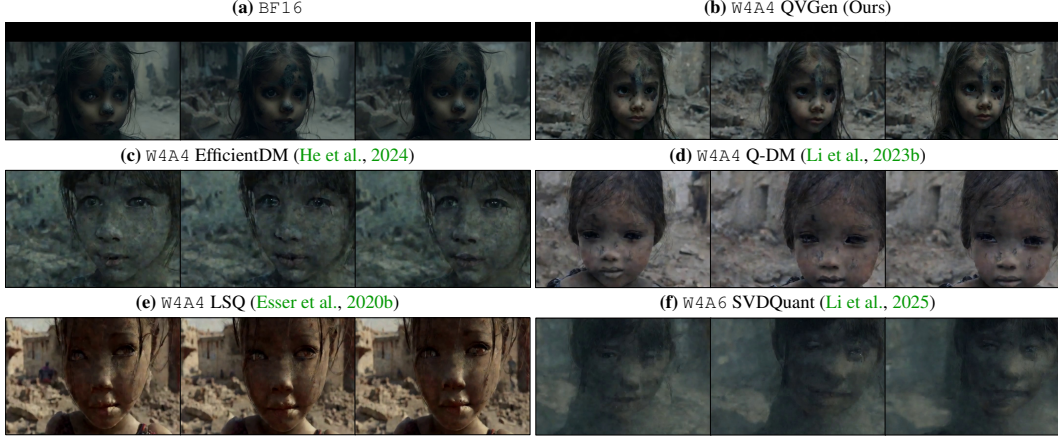 (a) BF16
(b) W4A4 QVGen (Ours)
(c) W4A4 EfficientDM (He et al., 2024)
(d) W4A4 Q-DM (Li et al., 2023b)
(e) W4A4 LSQ (Esser et al., 2020b)
(f) W4A6 SVDQuant (Li et al., 2025)